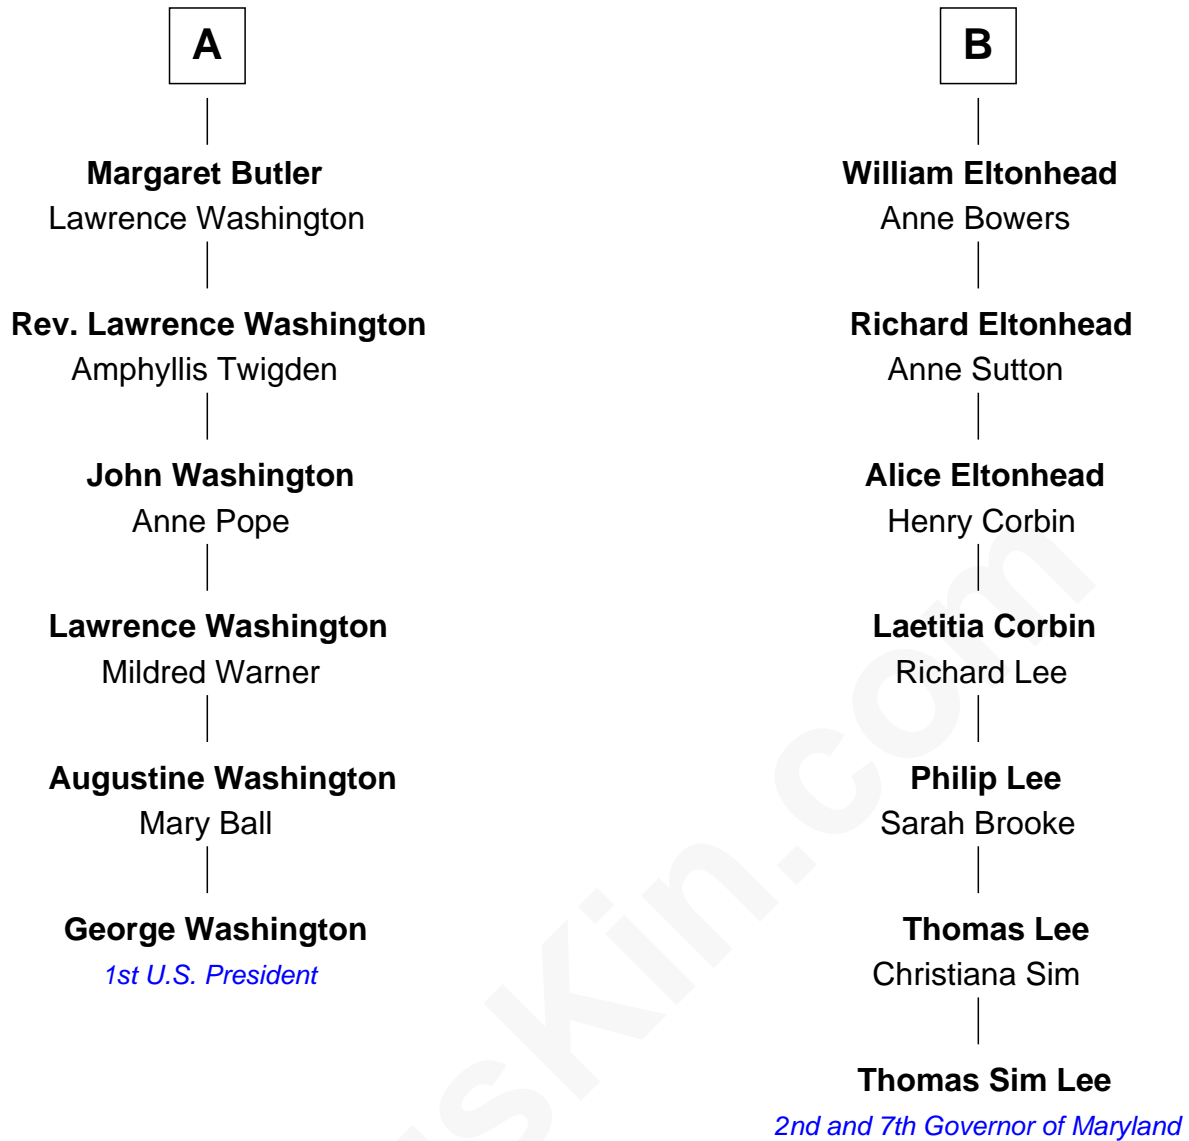 A
Margaret Butler
Lawrence Washington
Rev. Lawrence Washington
Amphyllis Twigden
John Washington
Anne Pope
Lawrence Washington
Mildred Warner
Augustine Washington
Mary Ball
George Washington
1st U.S. President
B
William Eltonhead
Anne Bowers
Richard Eltonhead
Anne Sutton
Alice Eltonhead
Henry Corbin
Laetitia Corbin
Richard Lee
Philip Lee
Sarah Brooke
Thomas Lee
Christiana Sim
Thomas Sim Lee
2nd and 7th Governor of Maryland
sKin.com